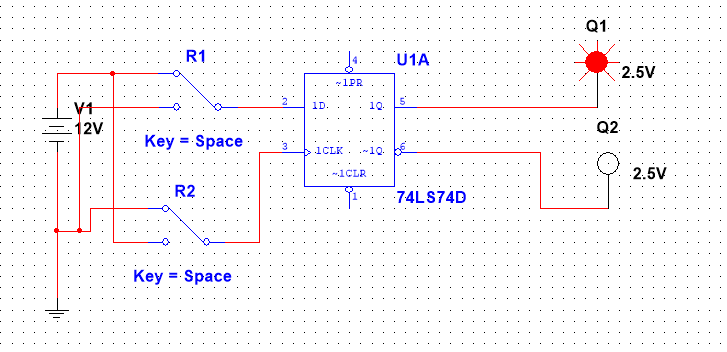 Q1
R1
4
U1A
2.5V
~1PR
V1
2
1D
1Q
5
12V
Q2
Key = Space
3
1CLK
~1Q
6
~1CLR
2.5V
R2
1
74LS74D
Key = Space